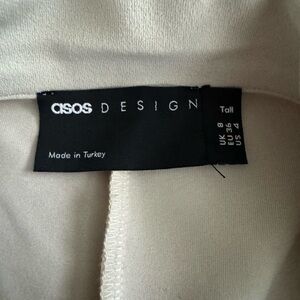 asos DESIGN
Tall
UK 8
EU 36
US 4
Made in Turkey